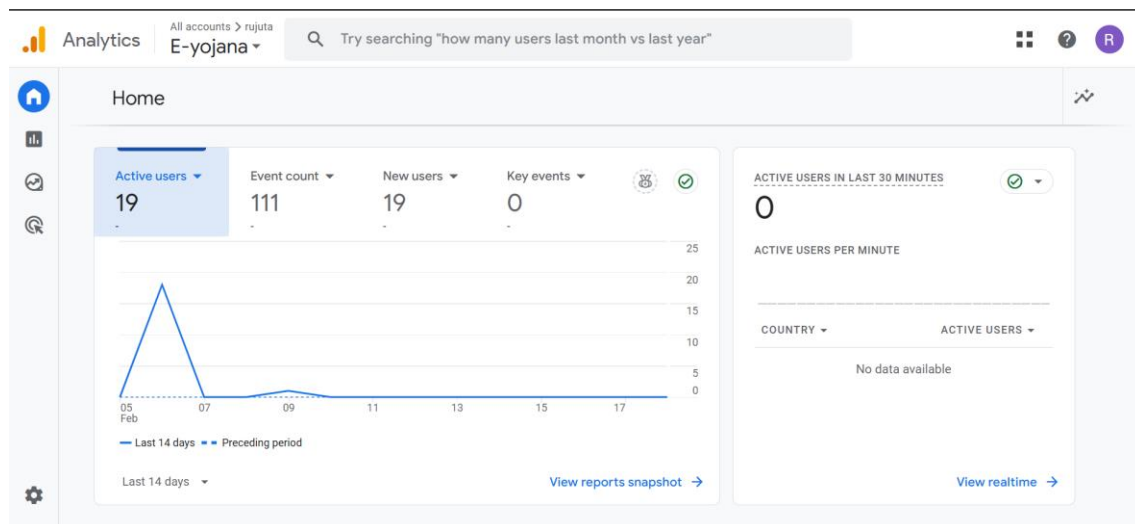 Analytics
All accounts > rujuta
E-yojana
Try searching "how many users last month vs last year"
R
Home
Active users
19
-
Event count
111
-
New users
19
-
Key events
0
-
25
20
15
10
5
0
05
Feb
07
09
11
13
15
17
Last 14 days
Preceding period
Last 14 days
View reports snapshot
ACTIVE USERS IN LAST 30 MINUTES
0
ACTIVE USERS PER MINUTE
COUNTRY
ACTIVE USERS
No data available
View realtime